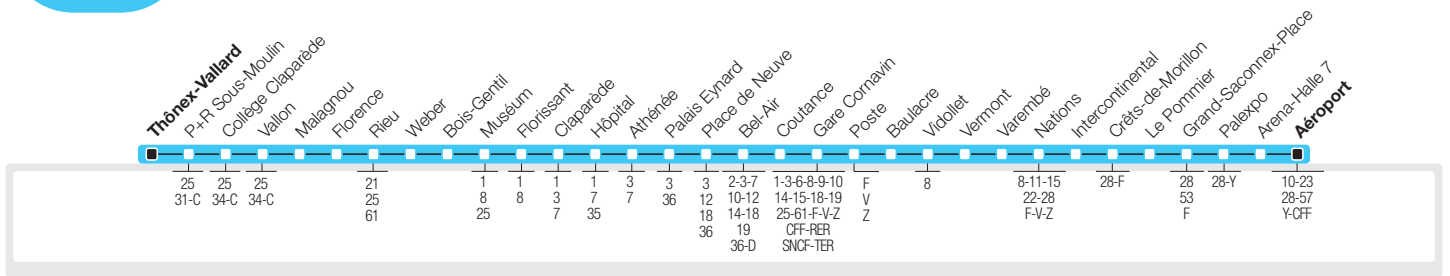 Thônex-Vallard
P+R Sous-Moulin
Collège Claparède
Vallon
Malagnou
Florence
Rieu
Weber
Bois-Gentil
Muséum
Florissant
Claparède
Hôpital
Athénée
Palais Eynard
Place de Neuve
Bel-Air
Coutance
Gare Cornavin
Poste
Baulacre
Vidollet
Vermont
Varembé
Nations
Intercontinental
Crêts-de-Morillon
Le Pommier
Grand-Saconnex-Place
Palexpo
Arena-Halle 7
Aéroport
25
31-C
25
34-C
25
34-C
21
25
61
1
8
25
1
8
1
3
7
1
7
35
3
7
3
36
3
12
18
36
2-3-7
10-12
14-18
19
36-D
1-3-6-8-9-10
14-15-18-19
25-61-F-V-Z
CFF-RER
SNCF-TER
F
V
Z
8
8-11-15
22-28
F-V-Z
28-F
28
53
F
28-Y
10-23
28-57
Y-CFF